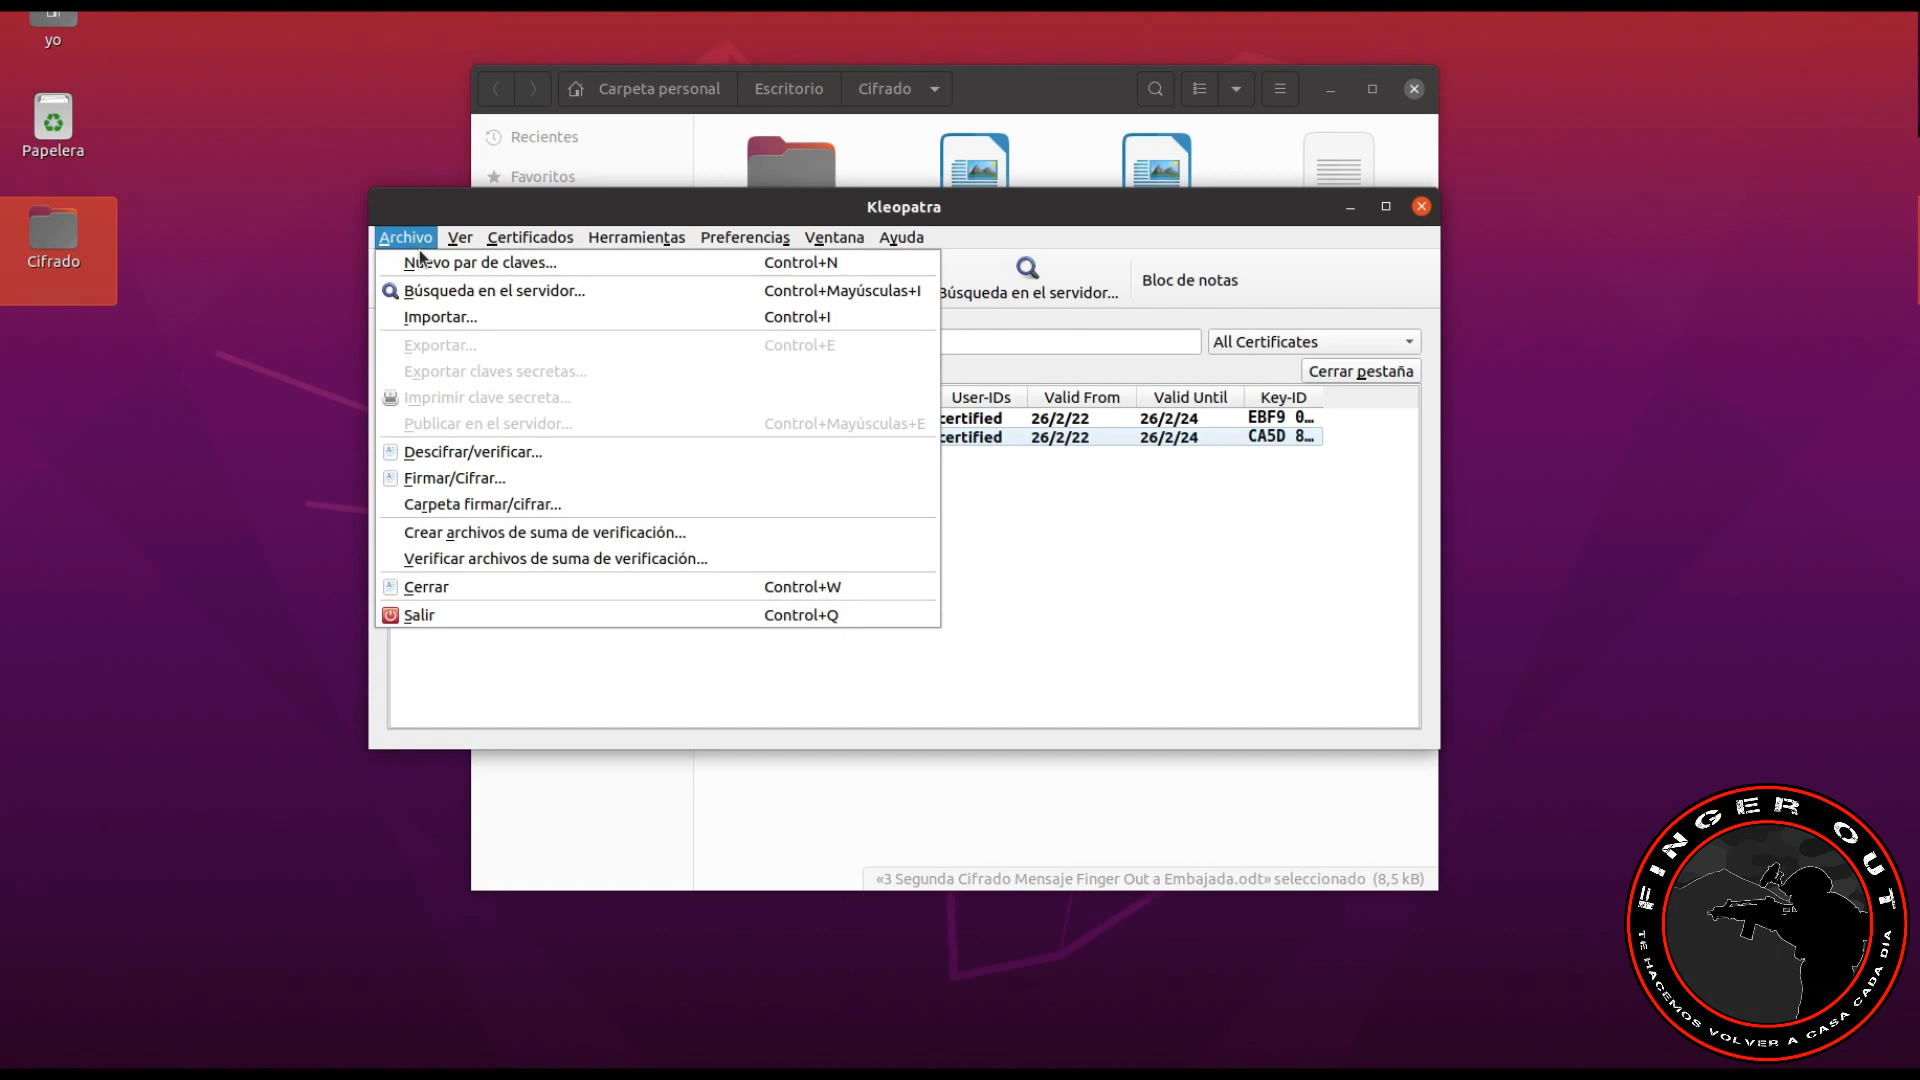 yo
Papelera
Cifrado
Carpeta personal
Escritorio
Cifrado
Recientes
Favoritos
Kleopatra
Archivo Ver Certificados Herramientas Preferencias Ventana Ayuda
Nuevo par de claves... Control+N
Búsqueda en el servidor... Control+Mayúsculas+I
Importar... Control+I
Exportar... Control+E
Exportar claves secretas...
Imprimir clave secreta...
Publicar en el servidor... Control+Mayúsculas+E
Descifrar/verificar...
Firmar/Cifrar...
Carpeta firmar/cifrar...
Crear archivos de suma de verificación...
Verificar archivos de suma de verificación...
Cerrar Control+W
Salir Control+Q
Búsqueda en el servidor...
Bloc de notas
All Certificates
Cerrar pestaña
User-IDs Valid From Valid Until Key-ID
certified 26/2/22 26/2/24 EBF9 0...
certified 26/2/22 26/2/24 CA5D 8...
«3 Segunda Cifrado Mensaje Finger Out a Embajada.odt» seleccionado (8,5 kB)
FINGER OUT
TE HACEMOS VOLVER A CASA CADA DIA